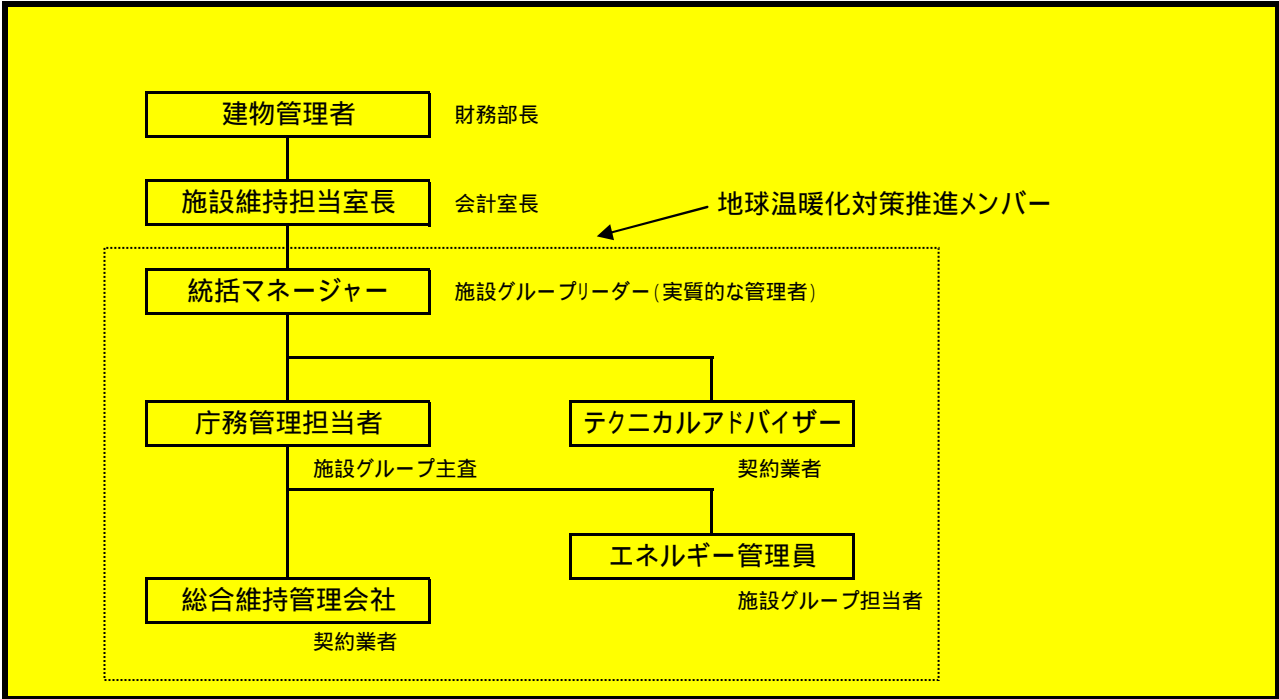 建物管理者 財務部長
施設維持担当室長 会計室長
地球温暖化対策推進メンバー
統括マネージャー 施設グループリーダー(実質的な管理者)
庁務管理担当者 テクニカルアドバイザー
施設グループ主査 契約業者
エネルギー管理員
総合維持管理会社 施設グループ担当者
契約業者